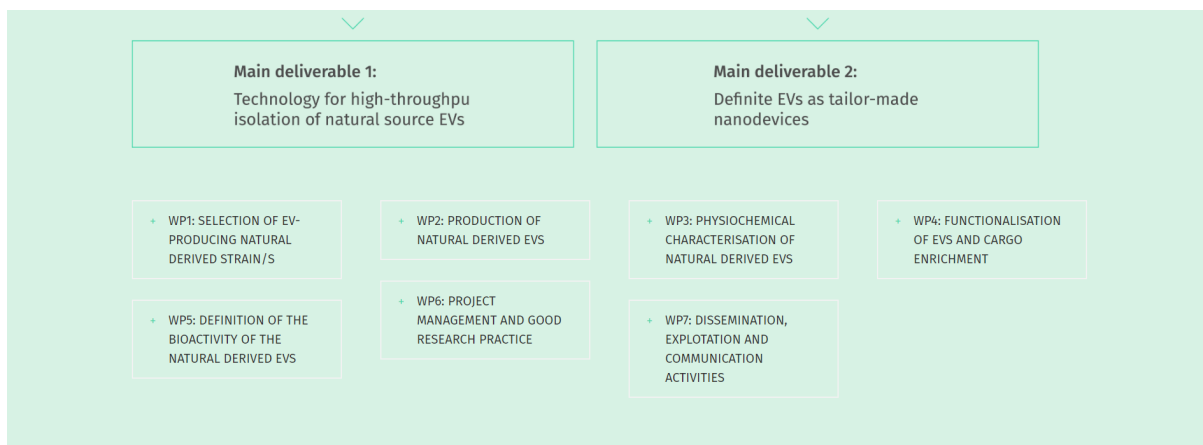 Main deliverable 1:
Technology for high-throughpu
isolation of natural source EVs
Main deliverable 2:
Definite EVs as tailor-made
nanodevices
+ WP1: SELECTION OF EV-
PRODUCING NATURAL
DERIVED STRAIN/S
+ WP2: PRODUCTION OF
NATURAL DERIVED EVS
+ WP3: PHYSIOCHEMICAL
CHARACTERISATION OF
NATURAL DERIVED EVS
+ WP4: FUNCTIONALISATION
OF EVS AND CARGO
ENRICHMENT
+ WP5: DEFINITION OF THE
BIOACTIVITY OF THE
NATURAL DERIVED EVS
+ WP6: PROJECT
MANAGEMENT AND GOOD
RESEARCH PRACTICE
+ WP7: DISSEMINATION,
EXPLOTATION AND
COMMUNICATION
ACTIVITIES